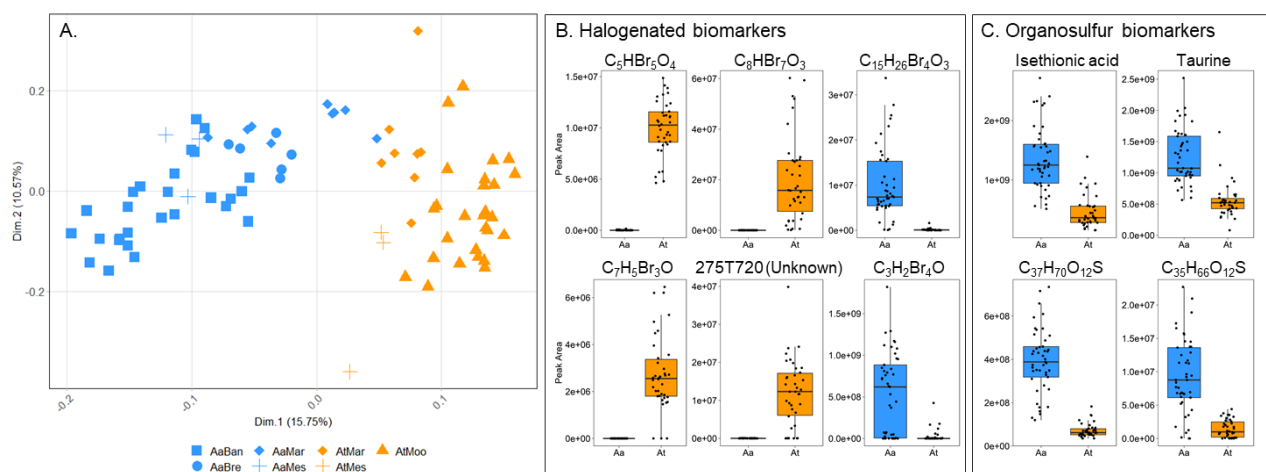 A.
0.2
0.0
-0.2
Dim.2 (10.57%)
-0.2
-0.1
0.0
0.1
Dim.1 (15.75%)
AaBan
AaMar
AtMar
AtMoo
AaBre
AaMes
AtMes
B. Halogenated biomarkers
C₅HBr₅O₄
C₈HBr₇O₃
C₁₅H₂₆Br₄O₃
Peak Area
1.5e+07
1.0e+07
5.0e+06
0.0e+00
Aa
At
6e+07
4e+07
2e+07
0e+00
Aa
At
3e+07
2e+07
1e+07
0e+00
Aa
At
C₇H₅Br₃O
275T720 (Unknown)
C₃H₂Br₄O
Peak Area
6e+06
4e+06
2e+06
0e+00
Aa
At
4e+07
3e+07
2e+07
1e+07
0e+00
Aa
At
1.5e+09
1.0e+09
5.0e+08
0.0e+00
Aa
At
C. Organosulfur biomarkers
Isethionic acid
Taurine
2e+09
1e+09
Aa
At
2.5e+09
2.0e+09
1.5e+09
1.0e+09
5.0e+08
0.0e+00
Aa
At
C₃₇H₇₀O₁₂S
C₃₅H₆₆O₁₂S
8e+08
6e+08
4e+08
2e+08
0e+00
Aa
At
2.0e+07
1.5e+07
1.0e+07
5.0e+06
0.0e+00
Aa
At